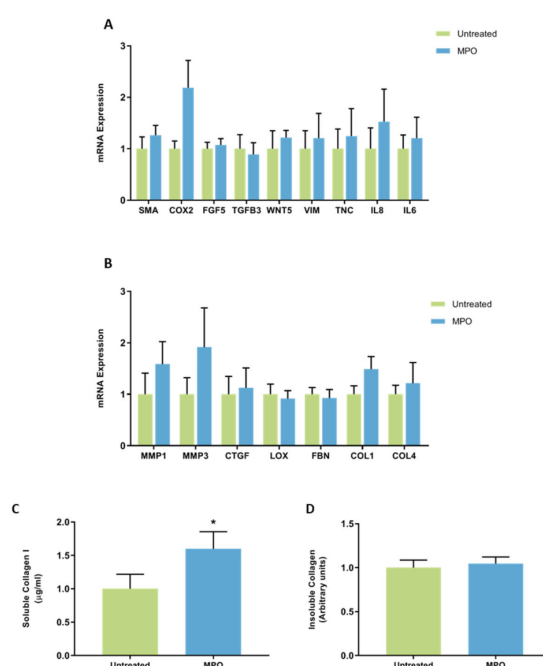 A
Untreated
MPO
mRNA Expression
3
2
1
0
SMA COX2 FGF5 TGFB3 WNT5 VIM TNC IL8 IL6
B
Untreated
MPO
mRNA Expression
3
2
1
0
MMP1 MMP3 CTGF LOX FBN COL1 COL4
C
Soluble Collagen I
(µg/ml)
2.0
1.5
1.0
0.5
0.0
*
Untreated MPO
D
Insoluble Collagen
(Arbitrary units)
1.5
1.0
0.5
0.0
Untreated MPO